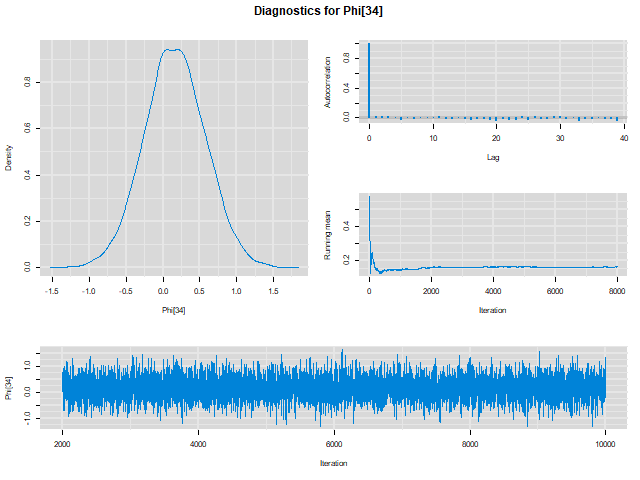 Diagnostics for Phi[34]
Density
0.0 0.2 0.4 0.6 0.8
-1.5 -1.0 -0.5 0.0 0.5 1.0 1.5
Phi[34]
Autocorrelation
0.0 0.4 0.8
0 10 20 30 40
Lag
Running mean
0.2 0.4
0 2000 4000 6000 8000
Iteration
Phi[34]
-1.0 0.0 1.0
2000 4000 6000 8000 10000
Iteration